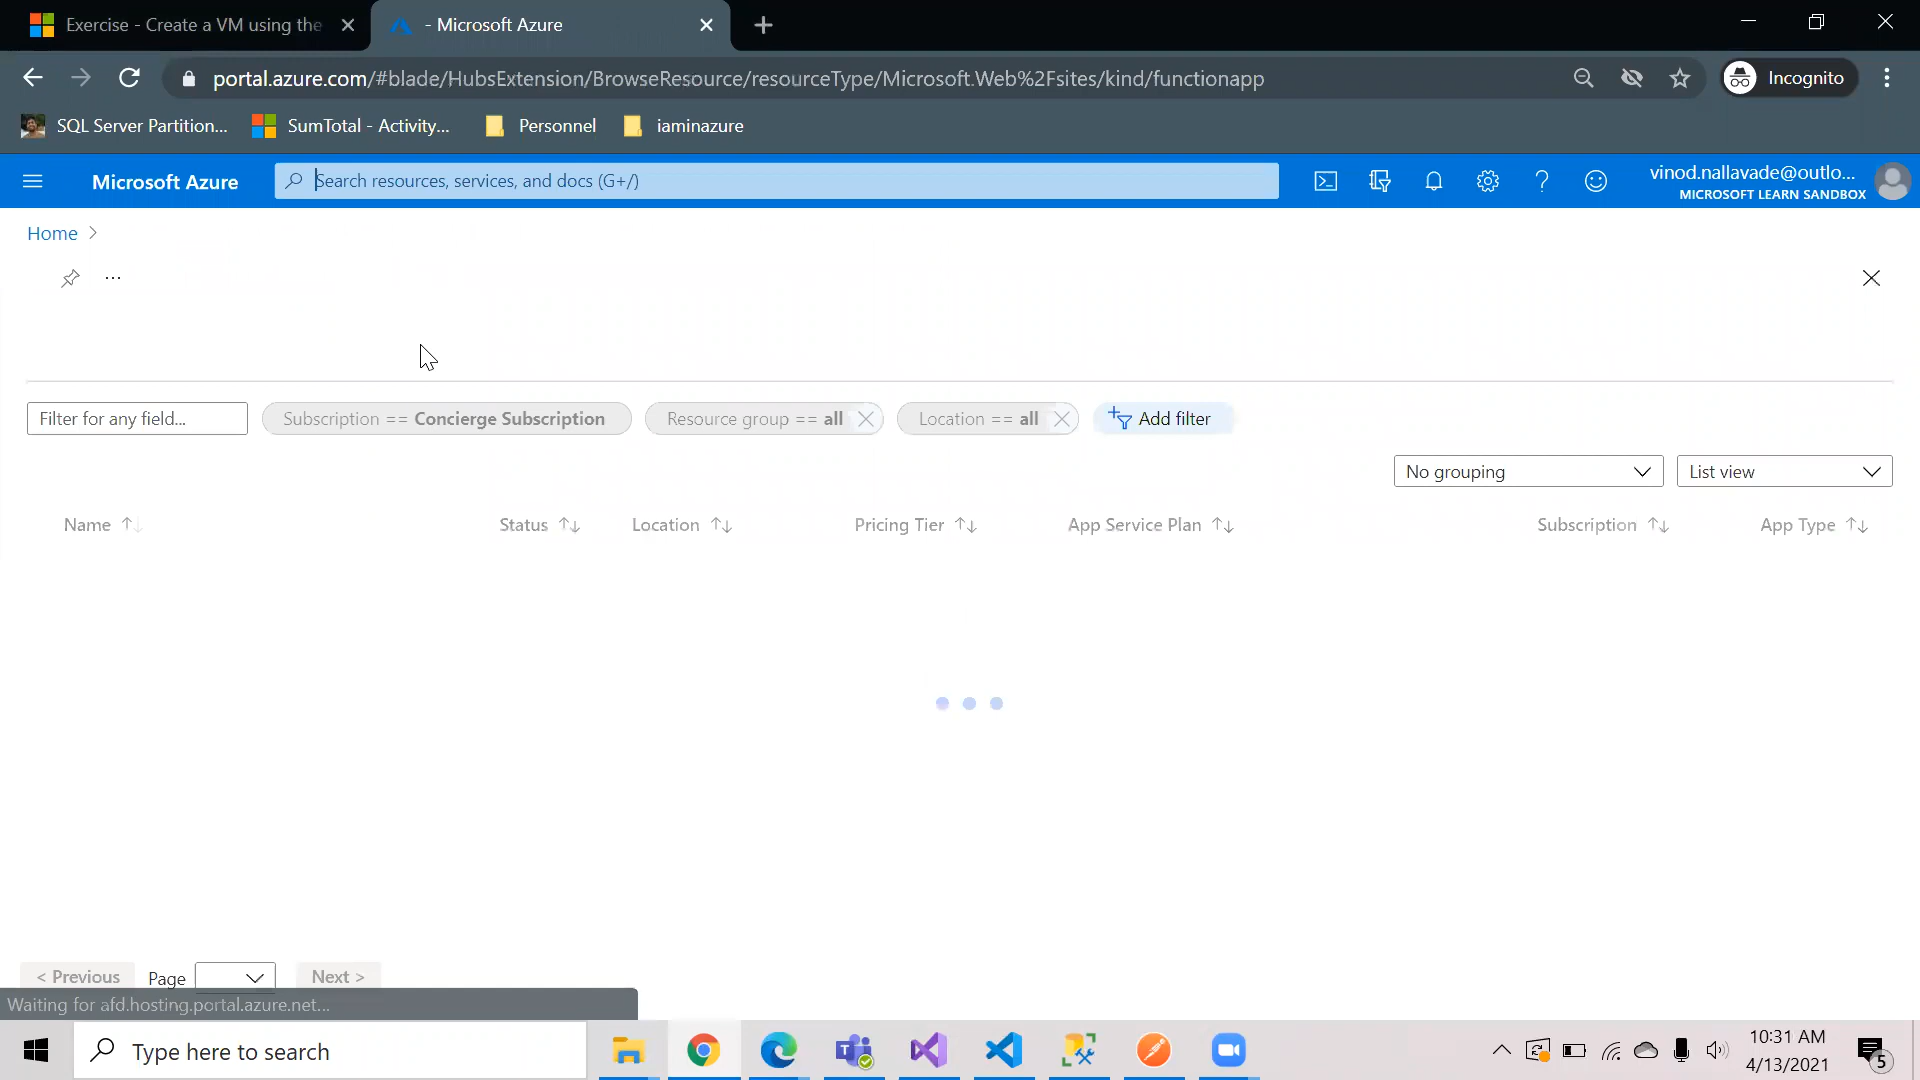 Exercise - Create a VM using the
- Microsoft Azure
portal.azure.com/#blade/HubsExtension/BrowseResource/resourceType/Microsoft.Web%2Fsites/kind/functionapp
Incognito
SQL Server Partition...
SumTotal - Activity...
Personnel
iaminazure
Microsoft Azure
Search resources, services, and docs (G+/)
vinod.nallavade@outlo...
MICROSOFT LEARN SANDBOX
Home >
...
Filter for any field...
Subscription == Concierge Subscription
Resource group == all
Location == all
Add filter
No grouping
List view
Name
Status
Location
Pricing Tier
App Service Plan
Subscription
App Type
< Previous
Page
Next >
Waiting for afd.hosting.portal.azure.net...
Type here to search
10:31 AM
4/13/2021
5